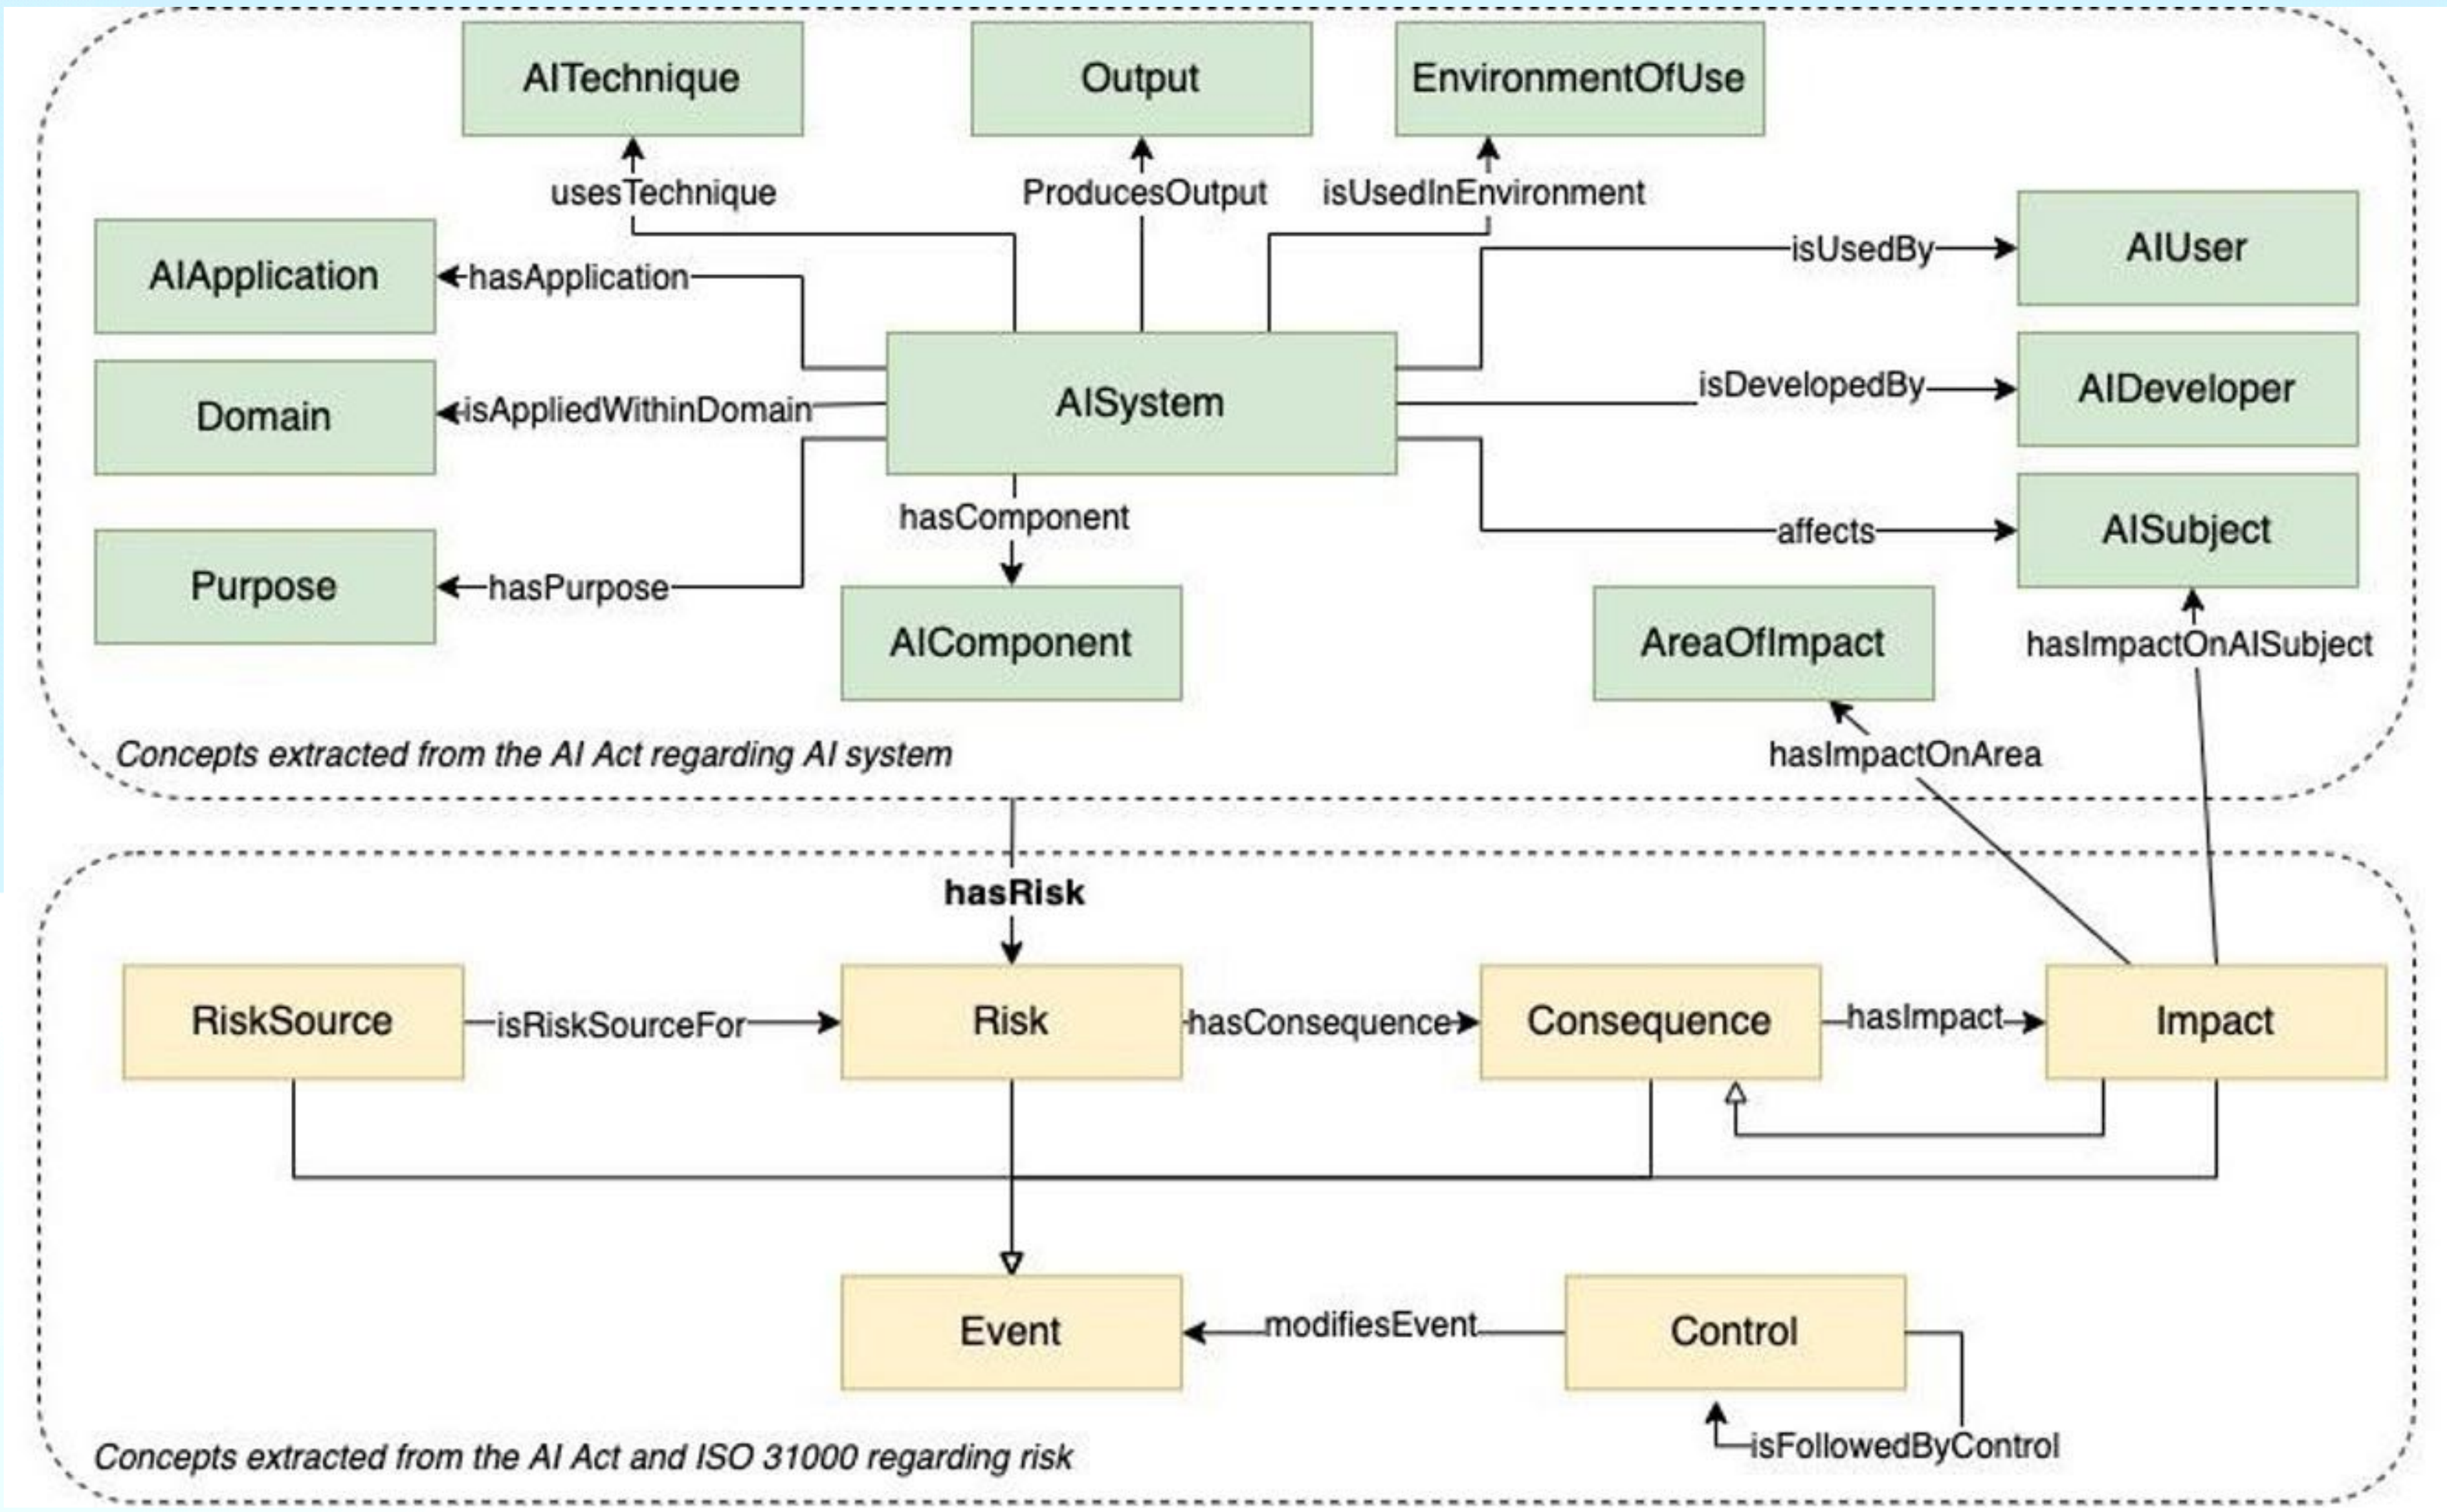 AITechnique
Output
EnvironmentOfUse
usesTechnique
ProducesOutput
isUsedInEnvironment
AIApplication
hasApplication
isUsedBy
AIUser
Domain
isAppliedWithinDomain
AISystem
isDevelopedBy
AIDeveloper
hasComponent
affects
AISubject
Purpose
hasPurpose
AIComponent
AreaOfImpact
hasImpactOnAISubject
Concepts extracted from the AI Act regarding AI system
hasImpactOnArea
hasRisk
RiskSource
isRiskSourceFor
Risk
hasConsequence
Consequence
hasImpact
Impact
Event
modifiesEvent
Control
isFollowedByControl
Concepts extracted from the AI Act and ISO 31000 regarding risk